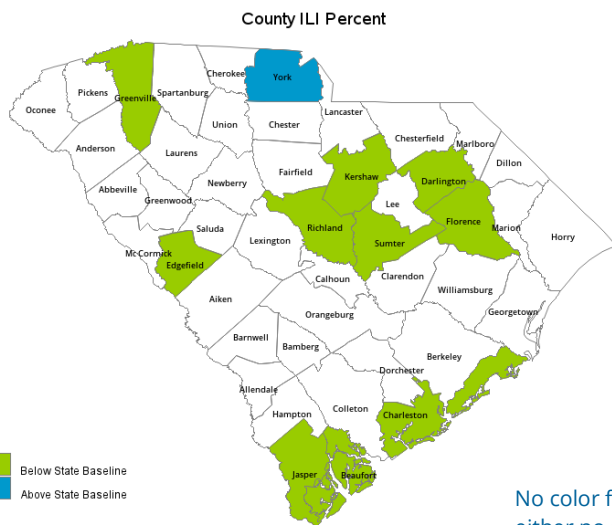 County ILI Percent
Cherokee
York
Oconee
Pickens
Greenville
Spartanburg
Union
Chester
Lancaster
Chesterfield
Marlboro
Dillon
Anderson
Laurens
Fairfield
Kershaw
Darlington
Abbeville
Greenwood
Newberry
Lee
Florence
Marion
Horry
Saluda
Richland
Sumter
Mc Cormick
Edgefield
Lexington
Calhoun
Clarendon
Williamsburg
Aiken
Orangeburg
Georgetown
Barnwell
Bamberg
Berkeley
Dorchester
Allendale
Hampton
Colleton
Charleston
Jasper
Beaufort
Below State Baseline
Above State Baseline
No color f